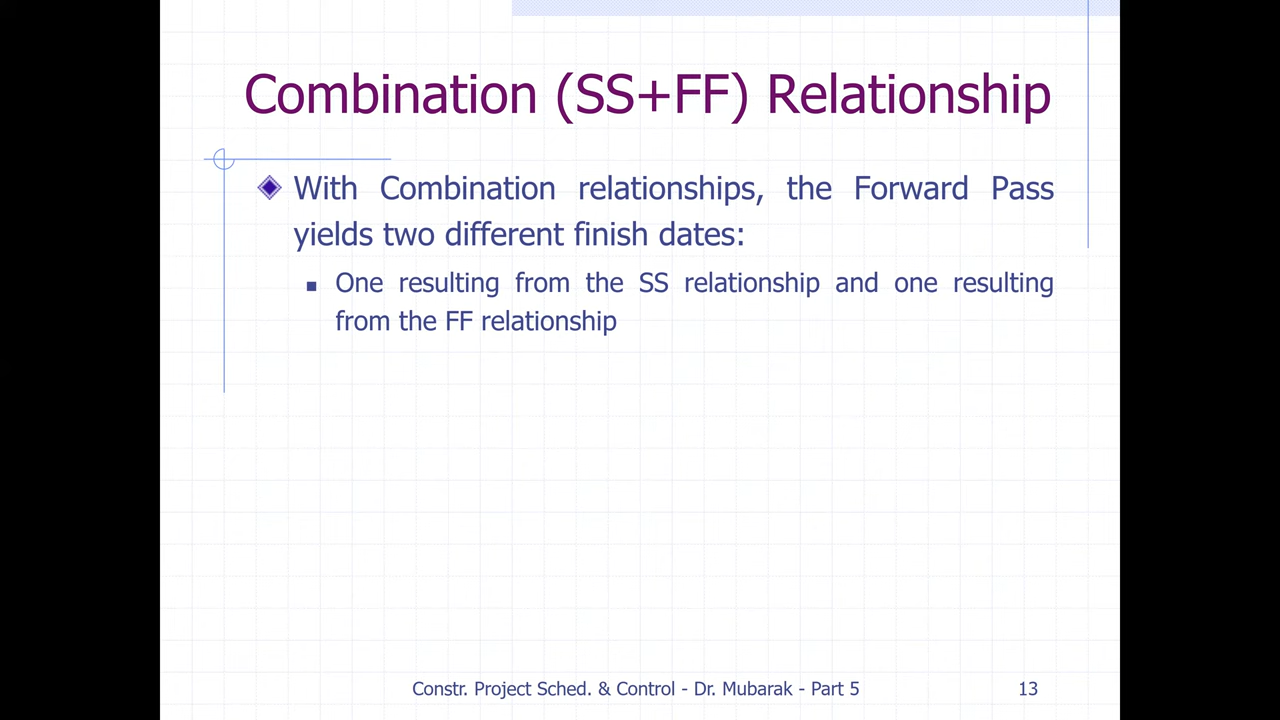 Combination (SS+FF) Relationship
With Combination relationships, the Forward Pass
yields two different finish dates:
One resulting from the SS relationship and one resulting
from the FF relationship
Constr. Project Sched. & Control - Dr. Mubarak - Part 5
13